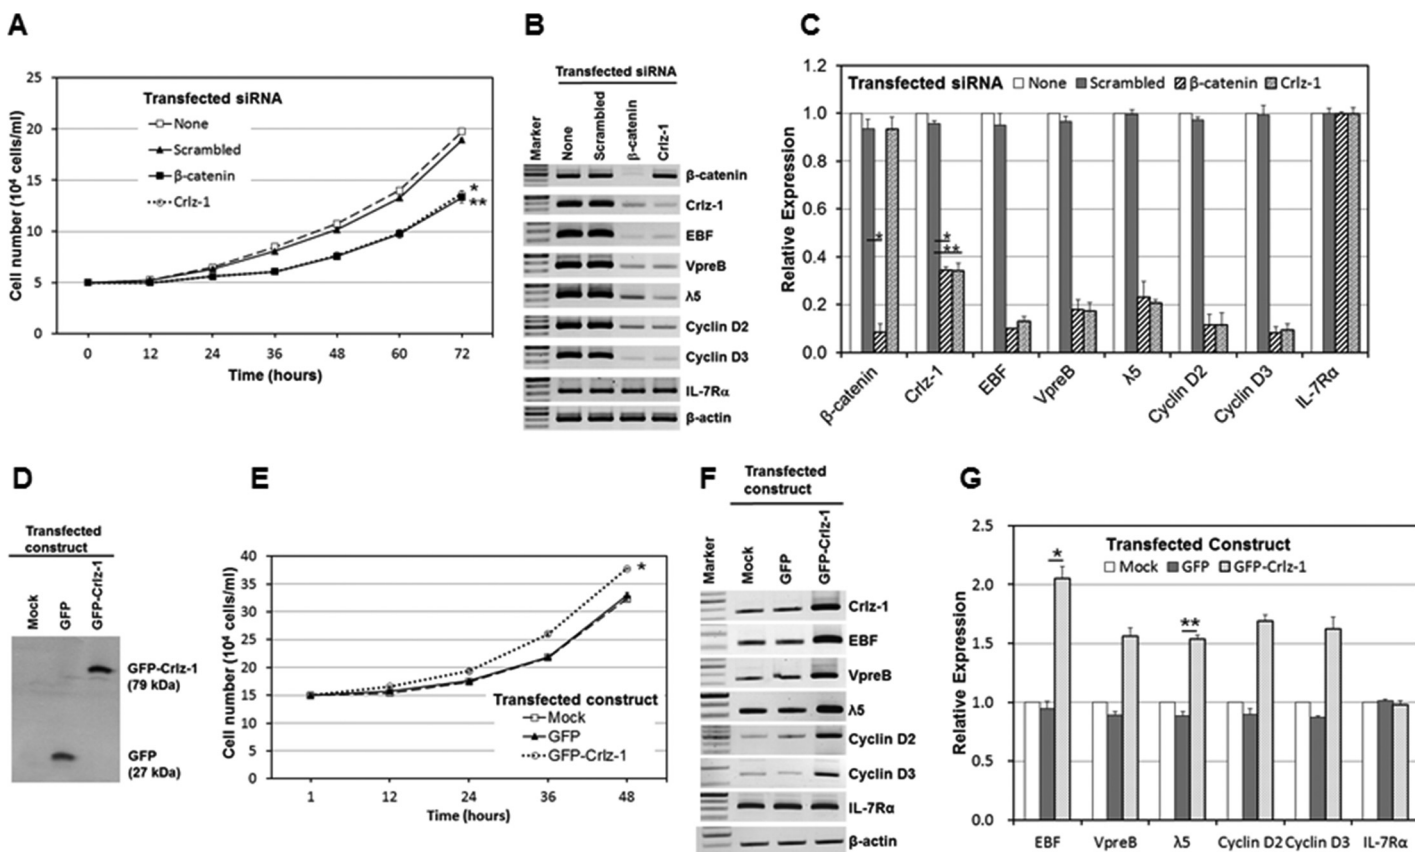 A
25
20
15
10
5
0
Cell number (10⁴ cells/ml)
Transfected siRNA
None
Scrambled
β-catenin
Crlz-1
*
**
0 12 24 36 48 60 72
Time (hours)
B
Transfected siRNA
Marker
None
Scrambled
β-catenin
Crlz-1
β-catenin
Crlz-1
EBF
VpreB
λ5
Cyclin D2
Cyclin D3
IL-7Rα
β-actin
C
1.2
1.0
0.8
0.6
0.4
0.2
0.0
Relative Expression
Transfected siRNA None Scrambled β-catenin Crlz-1
*
*
**
β-catenin
Crlz-1
EBF
VpreB
λ5
Cyclin D2
Cyclin D3
IL-7Rα
D
Transfected
construct
Mock
GFP
GFP-Crlz-1
GFP-Crlz-1
(79 kDa)
GFP
(27 kDa)
E
40
35
30
25
20
15
10
5
0
Cell number (10⁴ cells/ml)
*
Transfected construct
Mock
GFP
GFP-Crlz-1
1 12 24 36 48
Time (hours)
F
Transfected
construct
Marker
Mock
GFP
GFP-Crlz-1
Crlz-1
EBF
VpreB
λ5
Cyclin D2
Cyclin D3
IL-7Rα
β-actin
G
2.5
2.0
1.5
1.0
0.5
0.0
Relative Expression
Transfected Construct
Mock GFP GFP-Crlz-1
*
**
EBF VpreB λ5 Cyclin D2 Cyclin D3 IL-7Rα